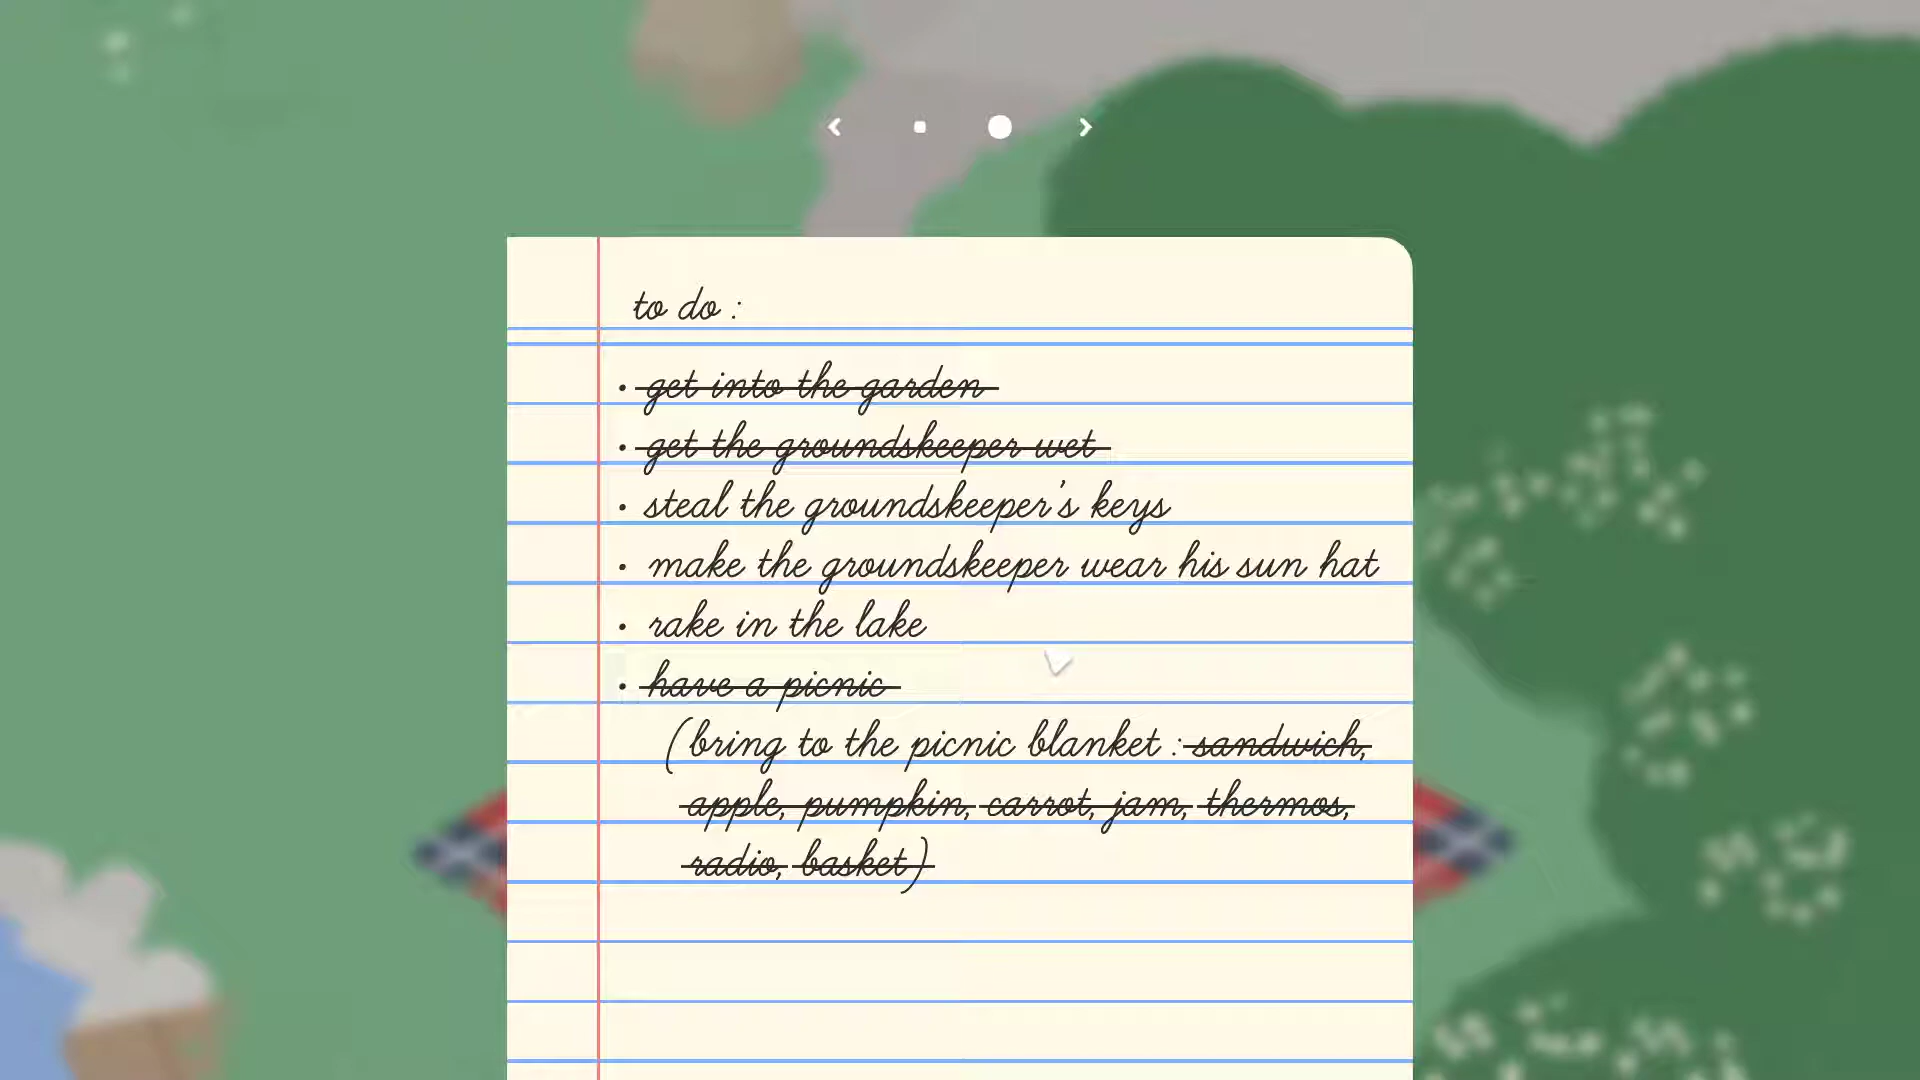 to do :
• get into the garden
• get the groundskeeper wet
• steal the groundskeeper's keys
• make the groundskeeper wear his sun hat
• rake in the lake
• have a picnic
(bring to the picnic blanket : sandwich,
apple, pumpkin, carrot, jam, thermos,
radio, basket)